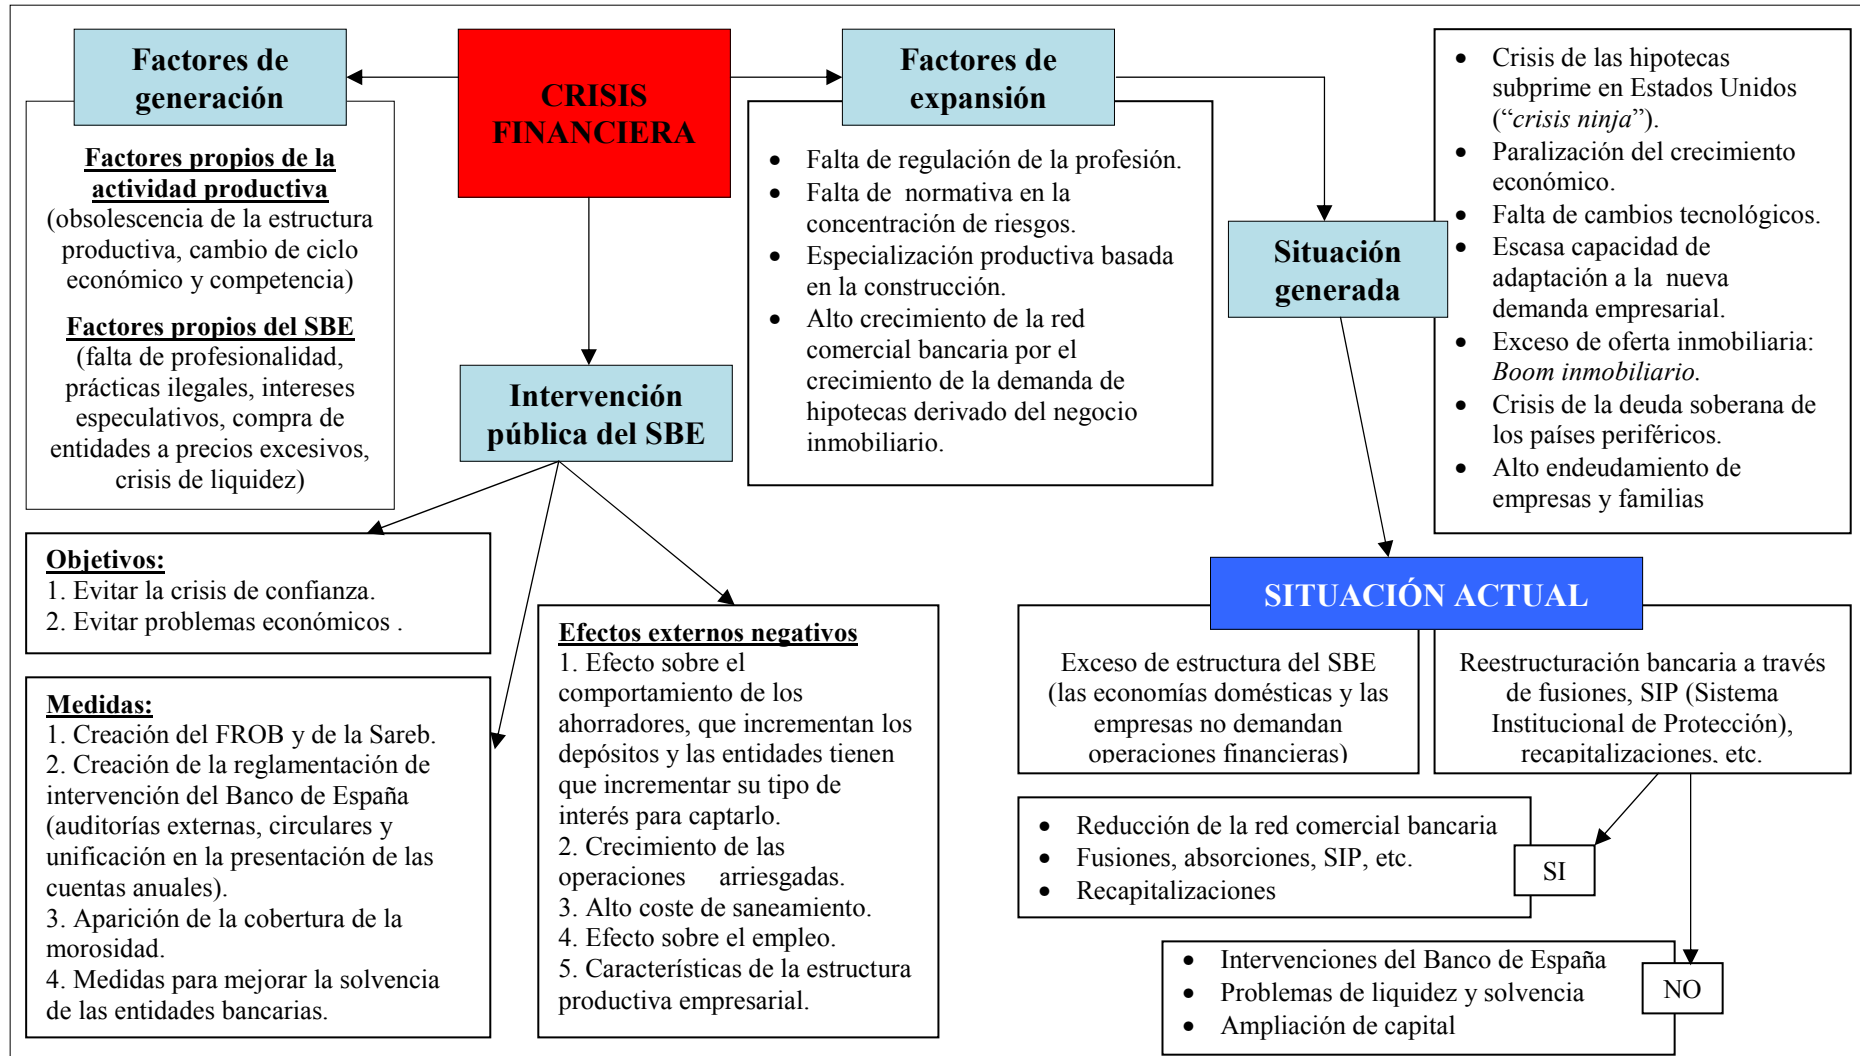 Factores de
generación
Factores propios de la
actividad productiva
(obsolescencia de la estructura
productiva, cambio de ciclo
económico y competencia)
Factores propios del SBE
(falta de profesionalidad,
prácticas ilegales, intereses
especulativos, compra de
entidades a precios excesivos,
crisis de liquidez)
CRISIS
FINANCIERA
Factores de
expansión
• Falta de regulación de la profesión.
• Falta de normativa en la
concentración de riesgos.
• Especialización productiva basada
en la construcción.
• Alto crecimiento de la red
comercial bancaria por el
crecimiento de la demanda de
hipotecas derivado del negocio
inmobiliario.
Situación
generada
• Crisis de las hipotecas
subprime en Estados Unidos
(“crisis ninja”).
• Paralización del crecimiento
económico.
• Falta de cambios tecnológicos.
• Escasa capacidad de
adaptación a la nueva
demanda empresarial.
• Exceso de oferta inmobiliaria:
Boom inmobiliario.
• Crisis de la deuda soberana de
los países periféricos.
• Alto endeudamiento de
empresas y familias
Intervención
pública del SBE
Objetivos:
1. Evitar la crisis de confianza.
2. Evitar problemas económicos .
Medidas:
1. Creación del FROB y de la Sareb.
2. Creación de la reglamentación de
intervención del Banco de España
(auditorías externas, circulares y
unificación en la presentación de las
cuentas anuales).
3. Aparición de la cobertura de la
morosidad.
4. Medidas para mejorar la solvencia
de las entidades bancarias.
Efectos externos negativos
1. Efecto sobre el
comportamiento de los
ahorradores, que incrementan los
depósitos y las entidades tienen
que incrementar su tipo de
interés para captarlo.
2. Crecimiento de las
operaciones arriesgadas.
3. Alto coste de saneamiento.
4. Efecto sobre el empleo.
5. Características de la estructura
productiva empresarial.
SITUACIÓN ACTUAL
Exceso de estructura del SBE
(las economías domésticas y las
empresas no demandan
operaciones financieras)
Reestructuración bancaria a través
de fusiones, SIP (Sistema
Institucional de Protección),
recapitalizaciones, etc.
• Reducción de la red comercial bancaria
• Fusiones, absorciones, SIP, etc.
• Recapitalizaciones
SI
• Intervenciones del Banco de España
• Problemas de liquidez y solvencia
• Ampliación de capital
NO